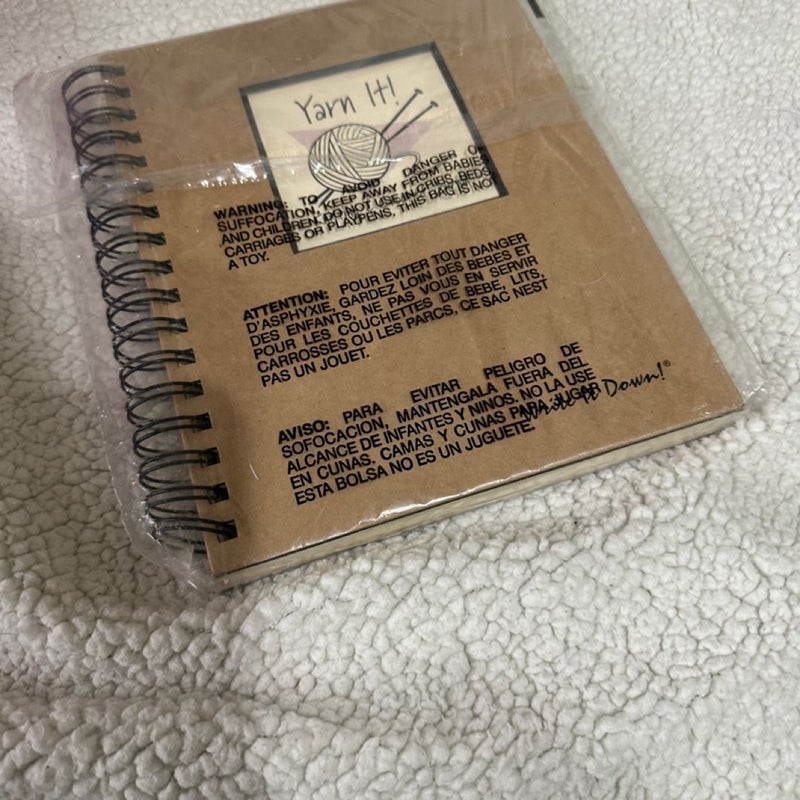 Yarn It!
WARNING: TO AVOID DANGER OF
SUFFOCATION, KEEP AWAY FROM BABIES
AND CHILDREN. DO NOT USE IN CRIBS, BEDS,
CARRIAGES OR PLAYPENS, THIS BAG IS NO
A TOY.
ATTENTION: POUR EVITER TOUT DANGER
D'ASPHYXIE, GARDEZ LOIN DES BEBES ET
DES ENFANTS, NE PAS VOUS EN SERVIR
POUR LES COUCHETTES DE BEBE, LITS,
CARROSSES OU LES PARCS, CE SAC NEST
PAS UN JOUET.
AVISO: PARA EVITAR PELIGRO DE
SOFOCACION, MANTENGALA FUERA DEL
ALCANCE DE INFANTES Y NINOS. NO LA USE
EN CUNAS, CAMAS Y CUNAS PARA JUGAR
ESTA BOLSA NO ES UN JUGUETE.
Write It Down!®